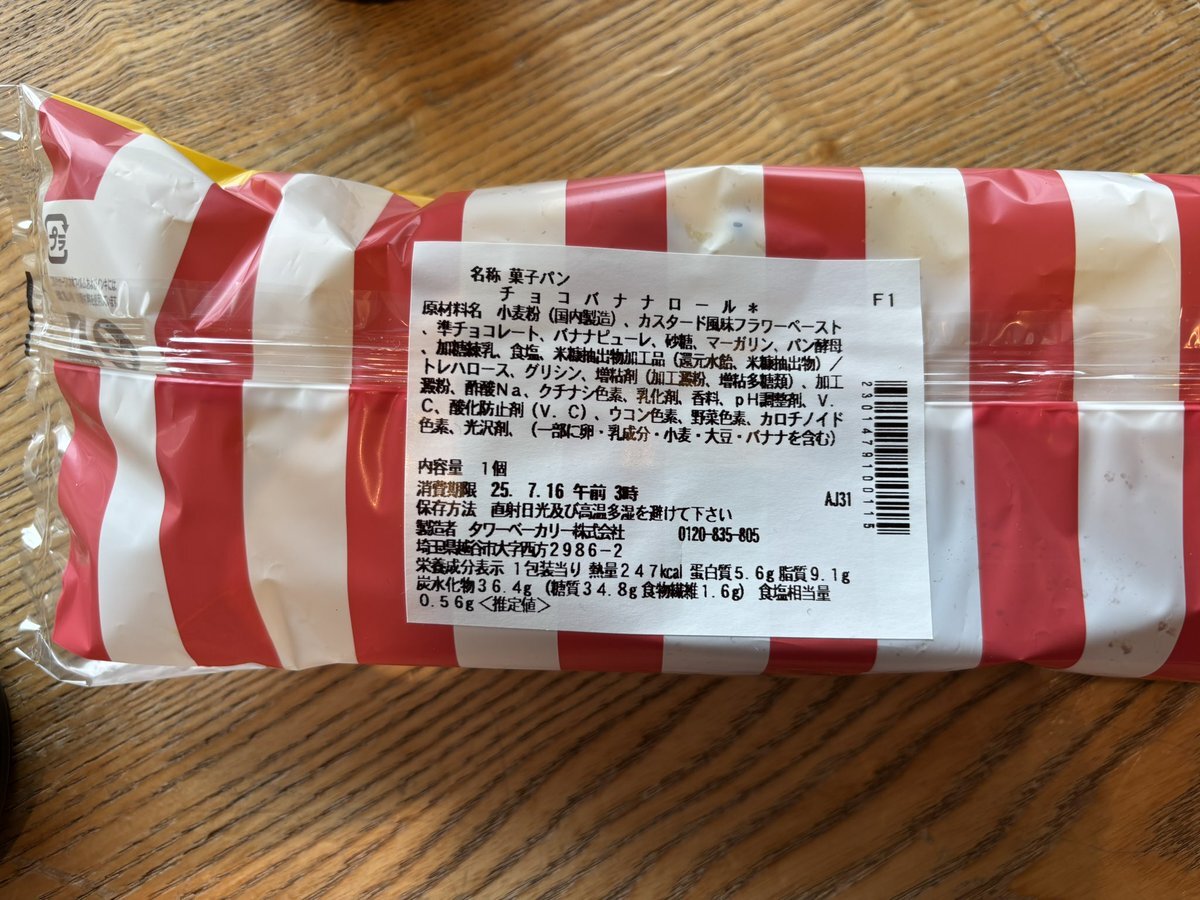 プラ
名称 菓子パン
チョコバナナロール*
F1
原材料名 小麦粉（国内製造）、カスタード風味フラワーペースト
、準チョコレート、バナナピューレ、砂糖、マーガリン、パン酵母
、加糖練乳、食塩、米糠抽出物加工品（還元水飴、米糠抽出物）／
トレハロース、グリシン、増粘剤（加工澱粉、増粘多糖類）、加工
澱粉、酢酸Na、クチナシ色素、乳化剤、香料、pH調整剤、V.
C、酸化防止剤（V.C）、ウコン色素、野菜色素、カロチノイド
色素、光沢剤、（一部に卵・乳成分・小麦・大豆・バナナを含む）
内容量 1個
消費期限 25. 7.16 午前 3時
AJ31
保存方法 直射日光及び高温多湿を避けて下さい
製造者 タワーベーカリー株式会社 0120-835-805
埼玉県越谷市大字西方2986-2
栄養成分表示 1包装当り 熱量247kcal 蛋白質5.6g 脂質9.1g
炭水化物36.4g （糖質34.8g 食物繊維1.6g） 食塩相当量
0.56g＜推定値＞
2301479100115